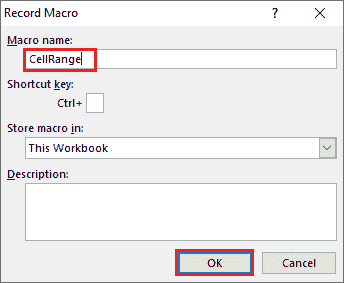 Record Macro
Macro name:
CellRange
Shortcut key:
Ctrl+
Store macro in:
This Workbook
Description:
OK Cancel